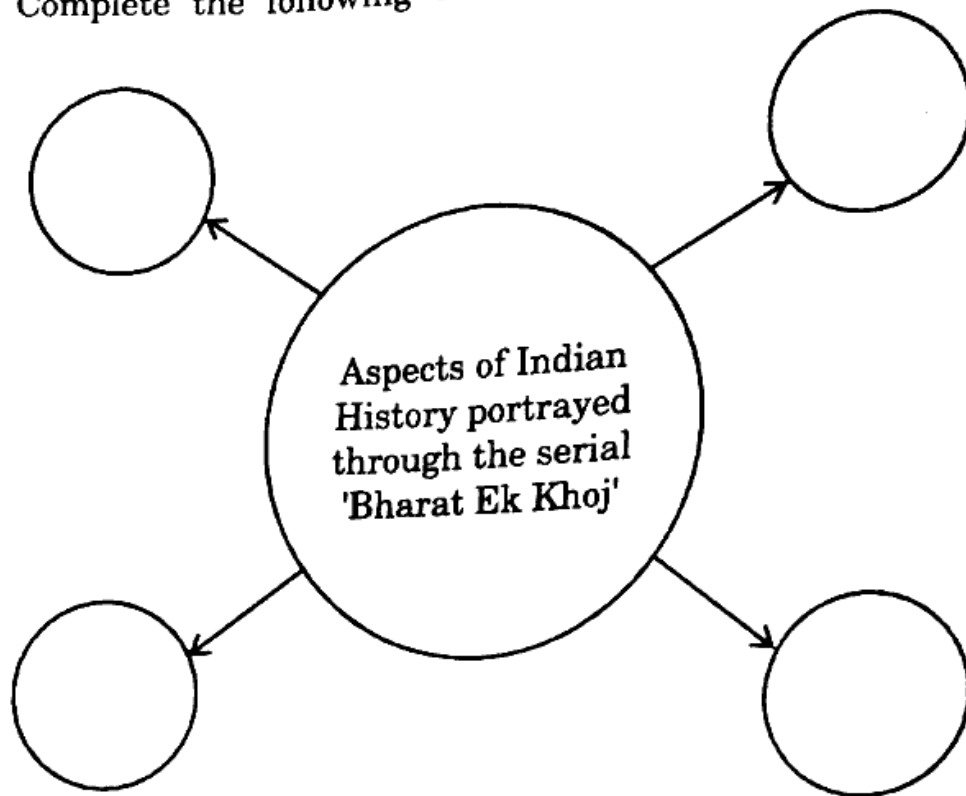 Complete the following
Aspects of Indian
History portrayed
through the serial
'Bharat Ek Khoj'